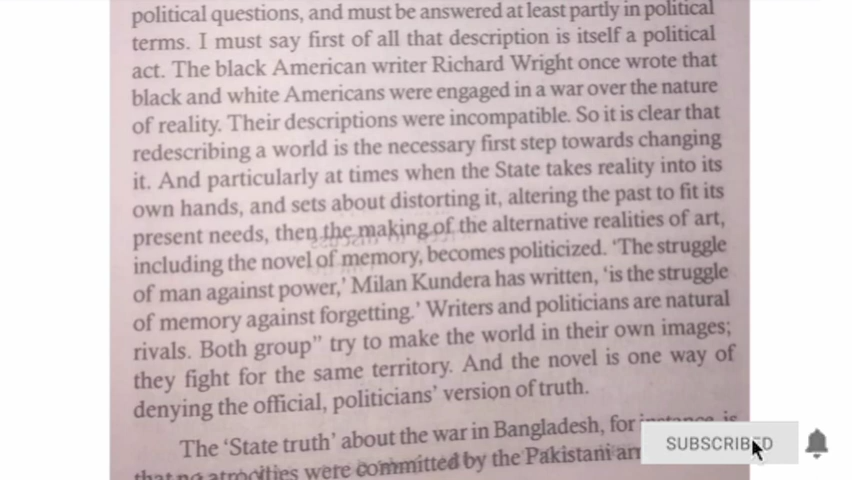 political questions, and must be answered at least partly in political
terms. I must say first of all that description is itself a political
act. The black American writer Richard Wright once wrote that
black and white Americans were engaged in a war over the nature
of reality. Their descriptions were incompatible. So it is clear that
redescribing a world is the necessary first step towards changing
it. And particularly at times when the State takes reality into its
own hands, and sets about distorting it, altering the past to fit its
present needs, then the making of the alternative realities of art,
including the novel of memory, becomes politicized. 'The struggle
of man against power,' Milan Kundera has written, 'is the struggle
of memory against forgetting.' Writers and politicians are natural
rivals. Both group" try to make the world in their own images;
they fight for the same territory. And the novel is one way of
denying the official, politicians' version of truth.
The 'State truth' about the war in Bangladesh, for instance, is
that no atrocities were committed by the Pakistani
SUBSCRIBED